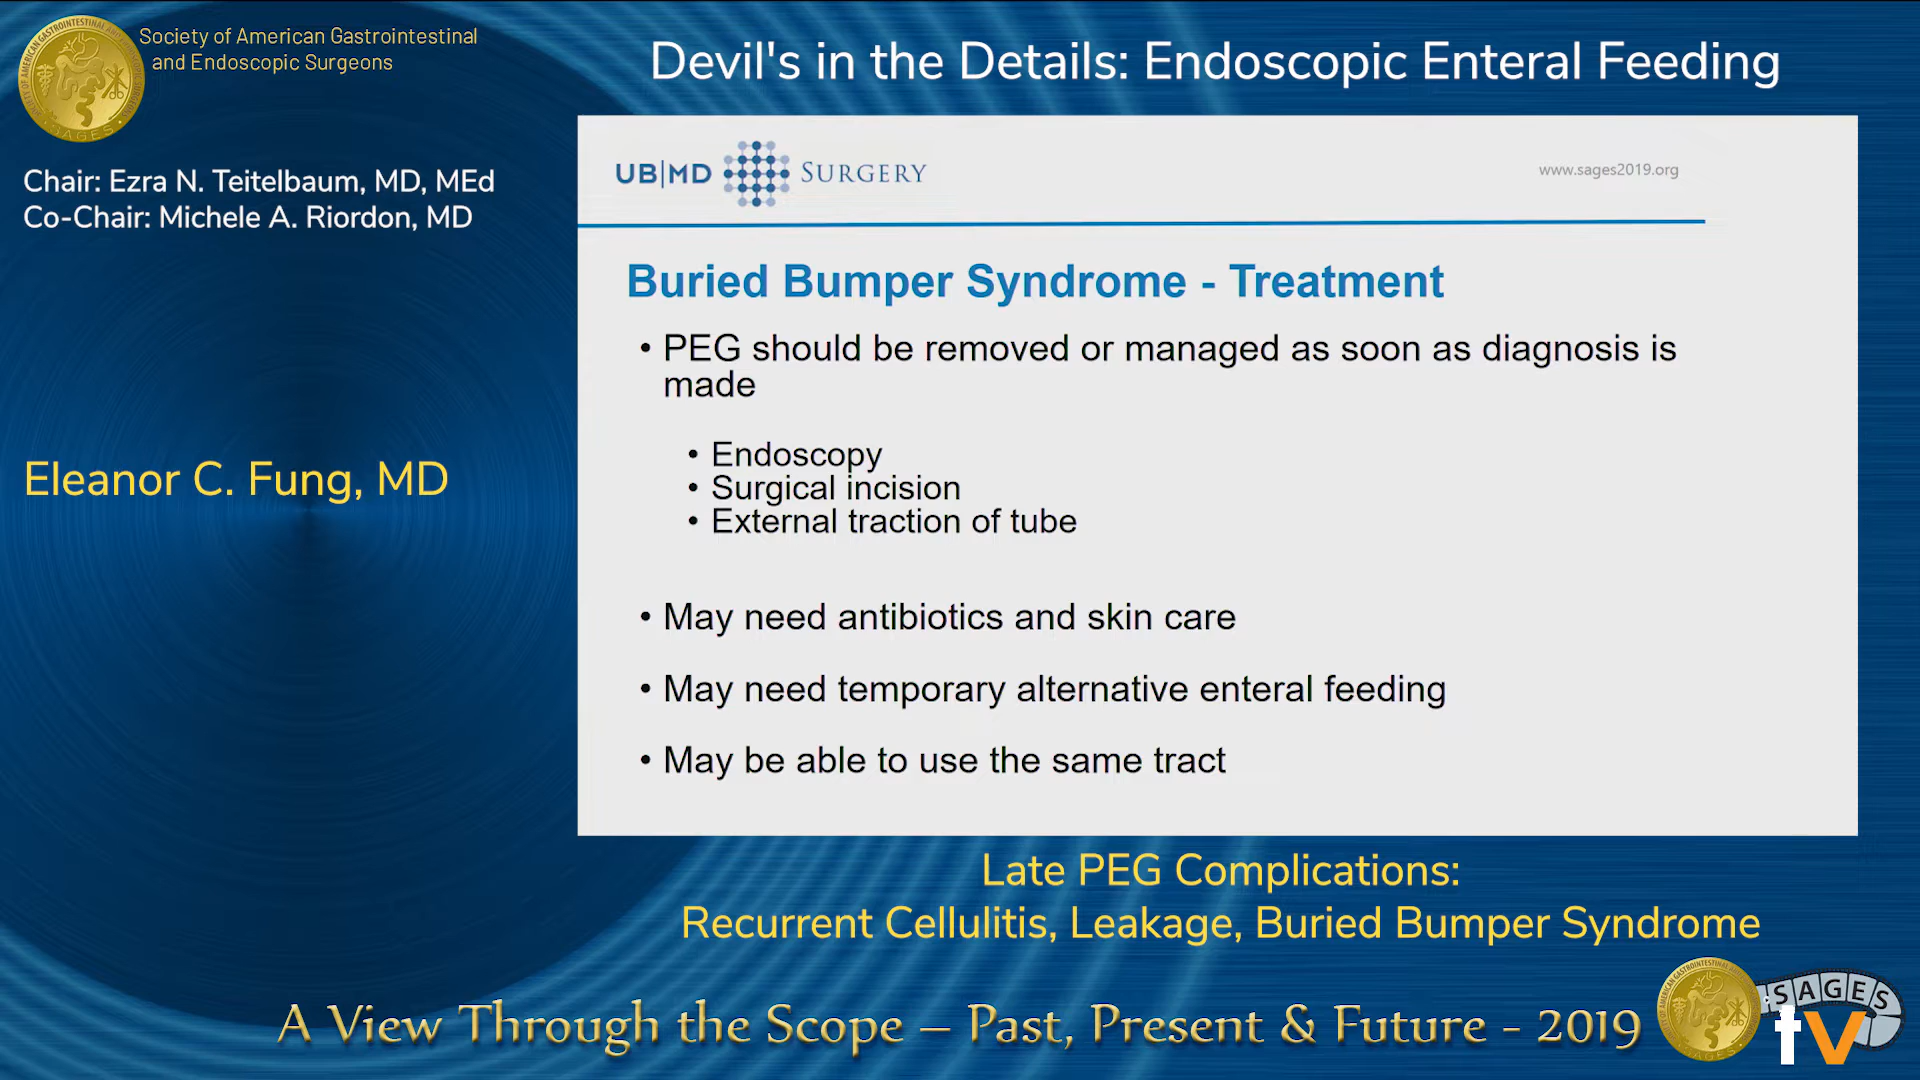 Society of American Gastrointestinal
and Endoscopic Surgeons
Devil's in the Details: Endoscopic Enteral Feeding
Chair: Ezra N. Teitelbaum, MD, MEd
Co-Chair: Michele A. Riordon, MD
Eleanor C. Fung, MD
UB|MD SURGERY
www.sages2019.org
Buried Bumper Syndrome - Treatment
• PEG should be removed or managed as soon as diagnosis is
made
• Endoscopy
• Surgical incision
• External traction of tube
• May need antibiotics and skin care
• May need temporary alternative enteral feeding
• May be able to use the same tract
Late PEG Complications:
Recurrent Cellulitis, Leakage, Buried Bumper Syndrome
A View Through the Scope – Past, Present & Future - 2019
SAGES
tv